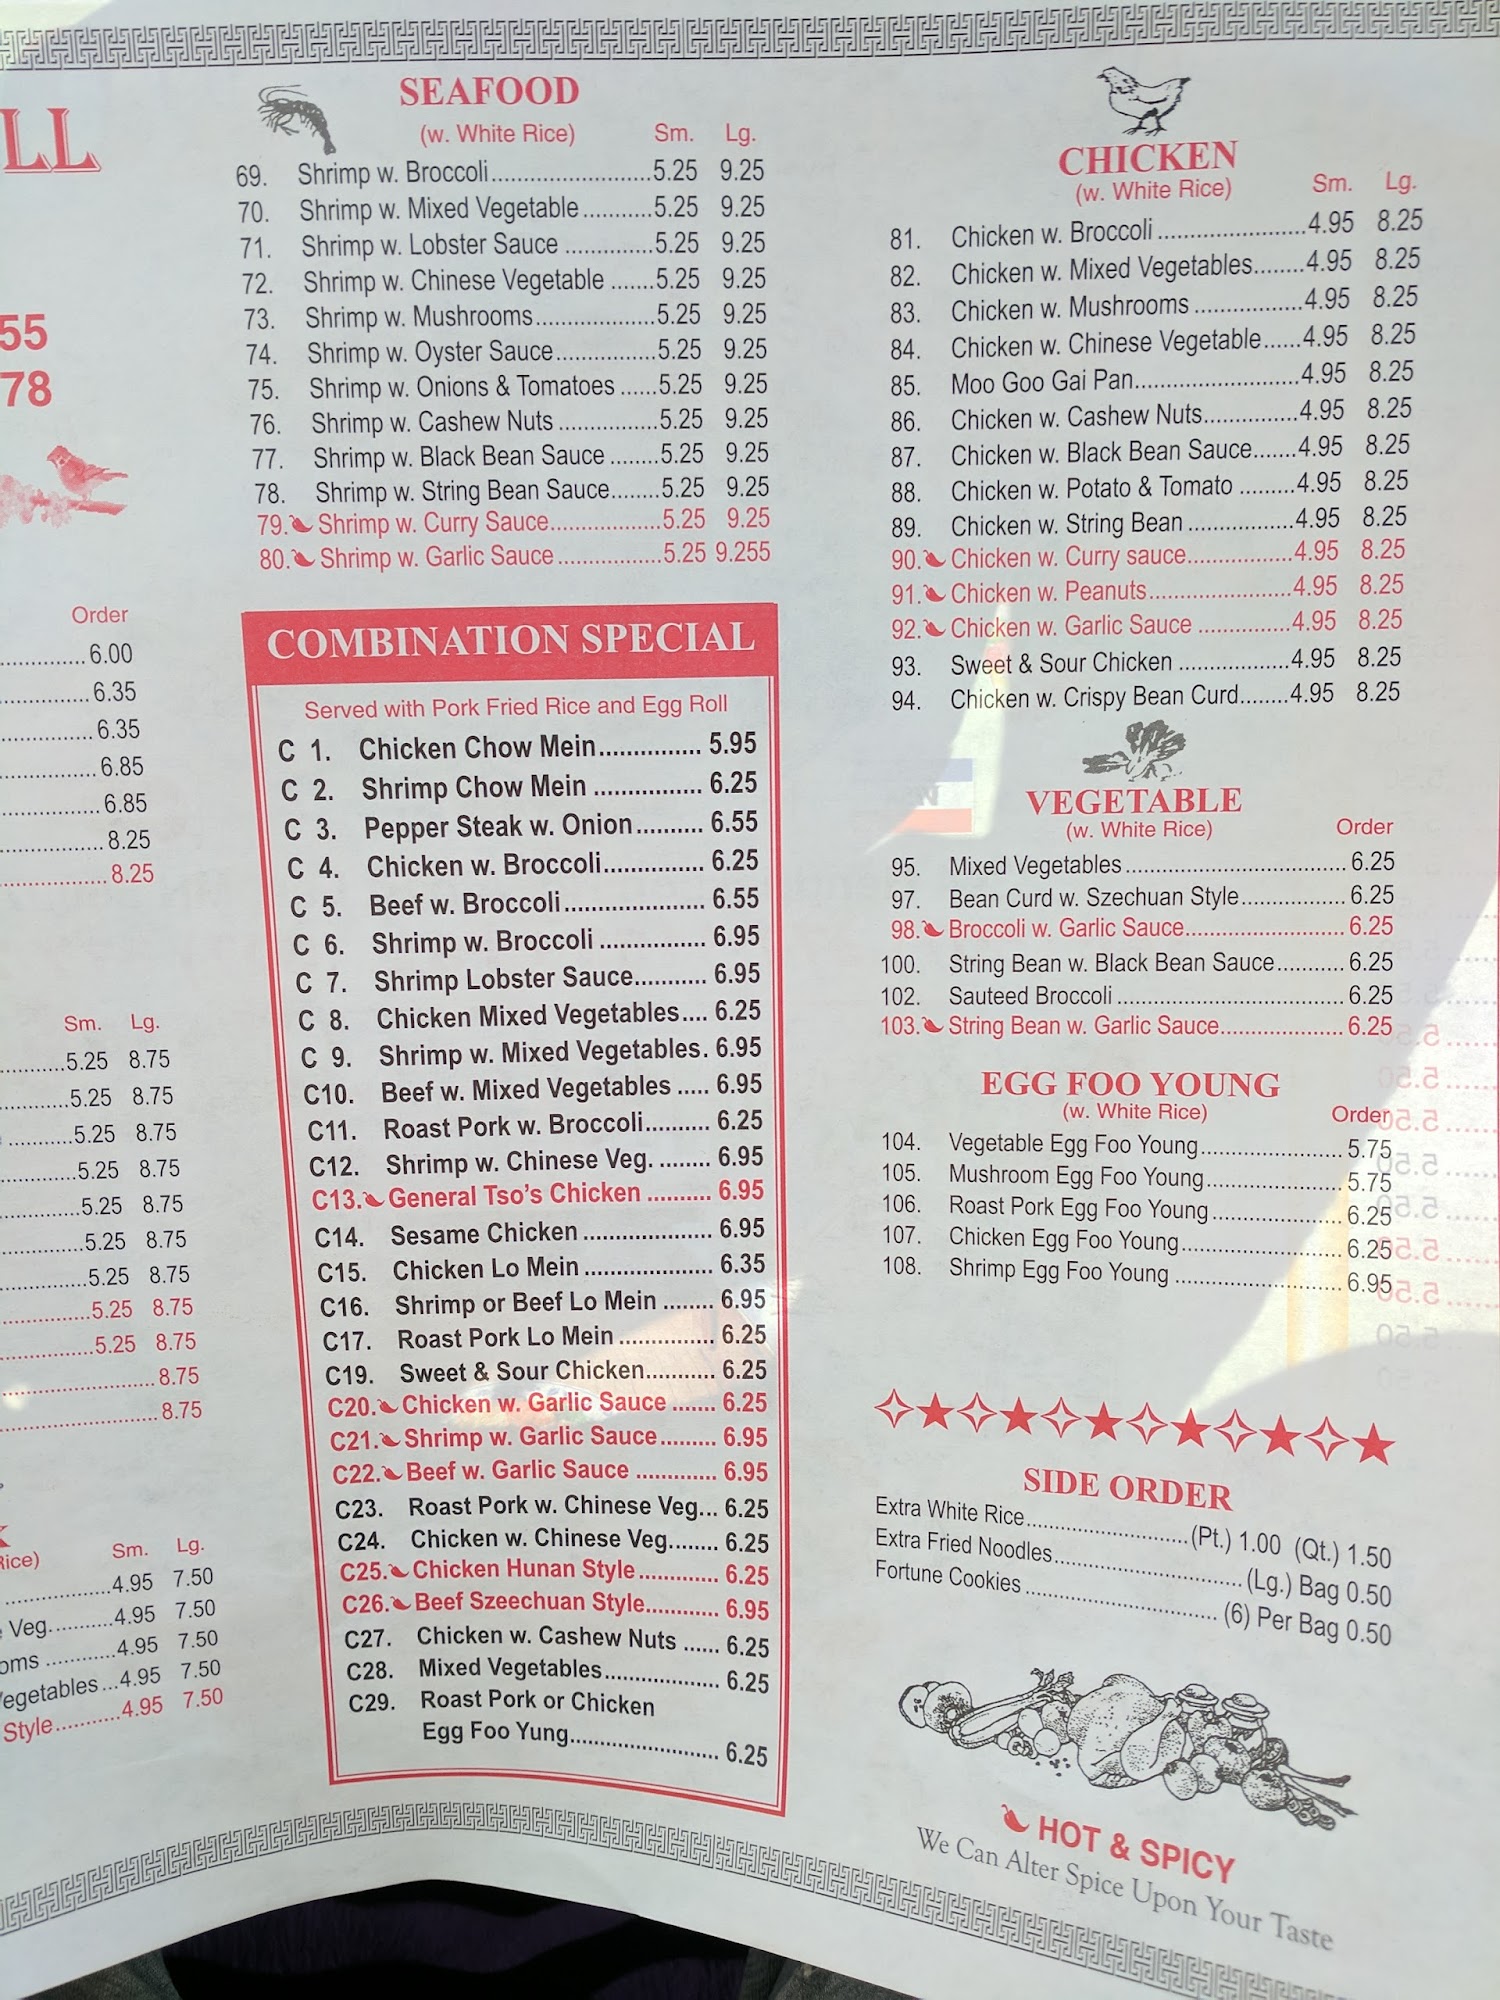 LL
55
78
Order
6.00
6.35
6.35
6.85
6.85
8.25
8.25
Sm. Lg.
5.25 8.75
5.25 8.75
5.25 8.75
5.25 8.75
5.25 8.75
5.25 8.75
5.25 8.75
5.25 8.75
5.25 8.75
8.75
8.75
Rice) Sm. Lg.
4.95 7.50
Veg. 4.95 7.50
4.95 7.50
4.95 7.50
Style 4.95 7.50
SEAFOOD
(w. White Rice) Sm. Lg.
69. Shrimp w. Broccoli 5.25 9.25
70. Shrimp w. Mixed Vegetable 5.25 9.25
71. Shrimp w. Lobster Sauce 5.25 9.25
72. Shrimp w. Chinese Vegetable 5.25 9.25
73. Shrimp w. Mushrooms 5.25 9.25
74. Shrimp w. Oyster Sauce 5.25 9.25
75. Shrimp w. Onions & Tomatoes 5.25 9.25
76. Shrimp w. Cashew Nuts 5.25 9.25
77. Shrimp w. Black Bean Sauce 5.25 9.25
78. Shrimp w. String Bean Sauce 5.25 9.25
79. Shrimp w. Curry Sauce 5.25 9.25
80. Shrimp w. Garlic Sauce 5.25 9.255
COMBINATION SPECIAL
Served with Pork Fried Rice and Egg Roll
C 1. Chicken Chow Mein 5.95
C 2. Shrimp Chow Mein 6.25
C 3. Pepper Steak w. Onion 6.55
C 4. Chicken w. Broccoli 6.25
C 5. Beef w. Broccoli 6.55
C 6. Shrimp w. Broccoli 6.95
C 7. Shrimp Lobster Sauce 6.95
C 8. Chicken Mixed Vegetables 6.25
C 9. Shrimp w. Mixed Vegetables 6.95
C10. Beef w. Mixed Vegetables 6.95
C11. Roast Pork w. Broccoli 6.25
C12. Shrimp w. Chinese Veg. 6.95
C13. General Tso's Chicken 6.95
C14. Sesame Chicken 6.95
C15. Chicken Lo Mein 6.35
C16. Shrimp or Beef Lo Mein 6.95
C17. Roast Pork Lo Mein 6.25
C19. Sweet & Sour Chicken 6.25
C20. Chicken w. Garlic Sauce 6.25
C21. Shrimp w. Garlic Sauce 6.95
C22. Beef w. Garlic Sauce 6.95
C23. Roast Pork w. Chinese Veg 6.25
C24. Chicken w. Chinese Veg 6.25
C25. Chicken Hunan Style 6.25
C26. Beef Szeechuan Style 6.95
C27. Chicken w. Cashew Nuts 6.25
C28. Mixed Vegetables 6.25
C29. Roast Pork or Chicken
Egg Foo Yung 6.25
CHICKEN
(w. White Rice) Sm. Lg.
81. Chicken w. Broccoli 4.95 8.25
82. Chicken w. Mixed Vegetables 4.95 8.25
83. Chicken w. Mushrooms 4.95 8.25
84. Chicken w. Chinese Vegetable 4.95 8.25
85. Moo Goo Gai Pan 4.95 8.25
86. Chicken w. Cashew Nuts 4.95 8.25
87. Chicken w. Black Bean Sauce 4.95 8.25
88. Chicken w. Potato & Tomato 4.95 8.25
89. Chicken w. String Bean 4.95 8.25
90. Chicken w. Curry sauce 4.95 8.25
91. Chicken w. Peanuts 4.95 8.25
92. Chicken w. Garlic Sauce 4.95 8.25
93. Sweet & Sour Chicken 4.95 8.25
94. Chicken w. Crispy Bean Curd 4.95 8.25
VEGETABLE
(w. White Rice) Order
95. Mixed Vegetables 6.25
97. Bean Curd w. Szechuan Style 6.25
98. Broccoli w. Garlic Sauce 6.25
100. String Bean w. Black Bean Sauce 6.25
102. Sauteed Broccoli 6.25
103. String Bean w. Garlic Sauce 6.25
EGG FOO YOUNG
(w. White Rice) Order
104. Vegetable Egg Foo Young 5.75
105. Mushroom Egg Foo Young 5.75
106. Roast Pork Egg Foo Young 6.25
107. Chicken Egg Foo Young 6.25
108. Shrimp Egg Foo Young 6.95
SIDE ORDER
Extra White Rice (Pt.) 1.00 (Qt.) 1.50
Extra Fried Noodles (Lg.) Bag 0.50
Fortune Cookies (6) Per Bag 0.50
HOT & SPICY
We Can Alter Spice Upon Your Taste